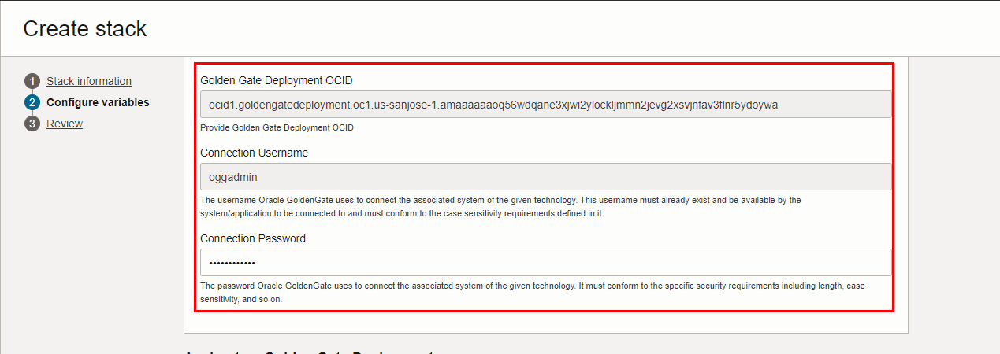 Create stack
1 Stack information
2 Configure variables
3 Review
Golden Gate Deployment OCID
ocid1.goldengatedeployment.oc1.us-sanjose-1.amaaaaaaoq56wdqane3xjwi2ylockljmmn2jevg2xsvjnfav3flnr5ydoywa
Provide Golden Gate Deployment OCID
Connection Username
oggadmin
The username Oracle GoldenGate uses to connect the associated system of the given technology. This username must already exist and be available by the
system/application to be connected to and must conform to the case sensitivity requirements defined in it
Connection Password
••••••••••••
The password Oracle GoldenGate uses to connect the associated system of the given technology. It must conform to the specific security requirements including length, case
sensitivity, and so on.